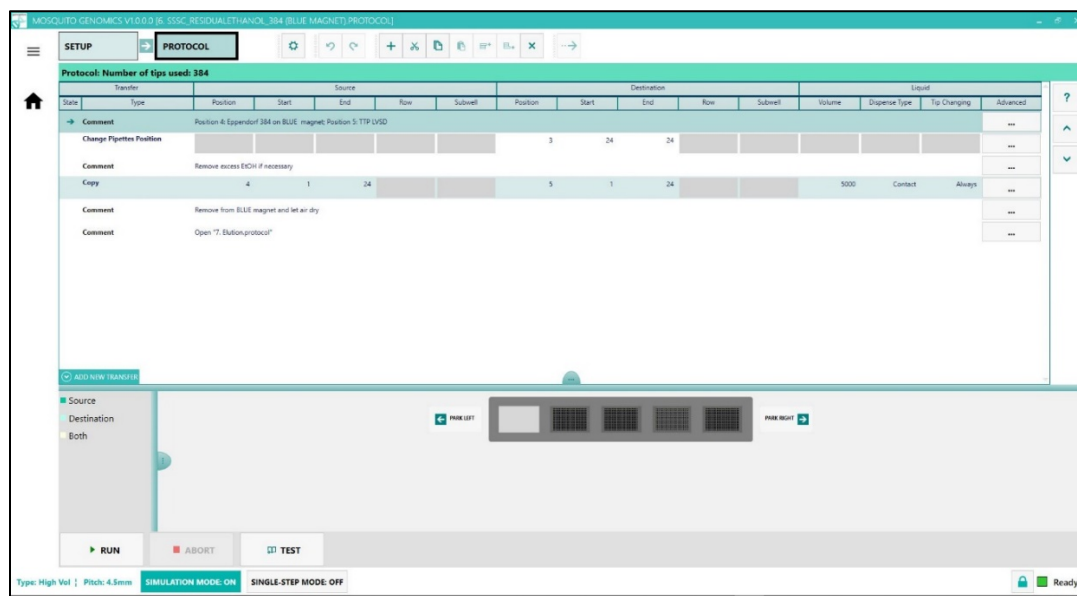 MOSQUITO GENOMICS V1.0.0.0 [6. SSSC_RESIDUALETHANOL_384 (BLUE MAGNET).PROTOCOL]
SETUP PROTOCOL
Protocol: Number of tips used: 384
Transfer Source Destination Liquid
State Type Position Start End Row Subwell Position Start End Row Subwell Volume Dispense Type Tip Changing Advanced
Comment Position 4: Eppendorf 384 on BLUE magnet; Position 5: TTP LVSD ...
Change Pipettes Position 3 24 24 ...
Comment Remove excess EtOH if necessary ...
Copy 4 1 24 5 1 24 5000 Contact Always ...
Comment Remove from BLUE magnet and let air dry ...
Comment Open "7. Elution.protocol" ...
ADD NEW TRANSFER
Source
Destination
Both
PARK LEFT PARK RIGHT
RUN ABORT TEST
Type: High Vol ¦ Pitch: 4.5mm SIMULATION MODE: ON SINGLE-STEP MODE: OFF Ready